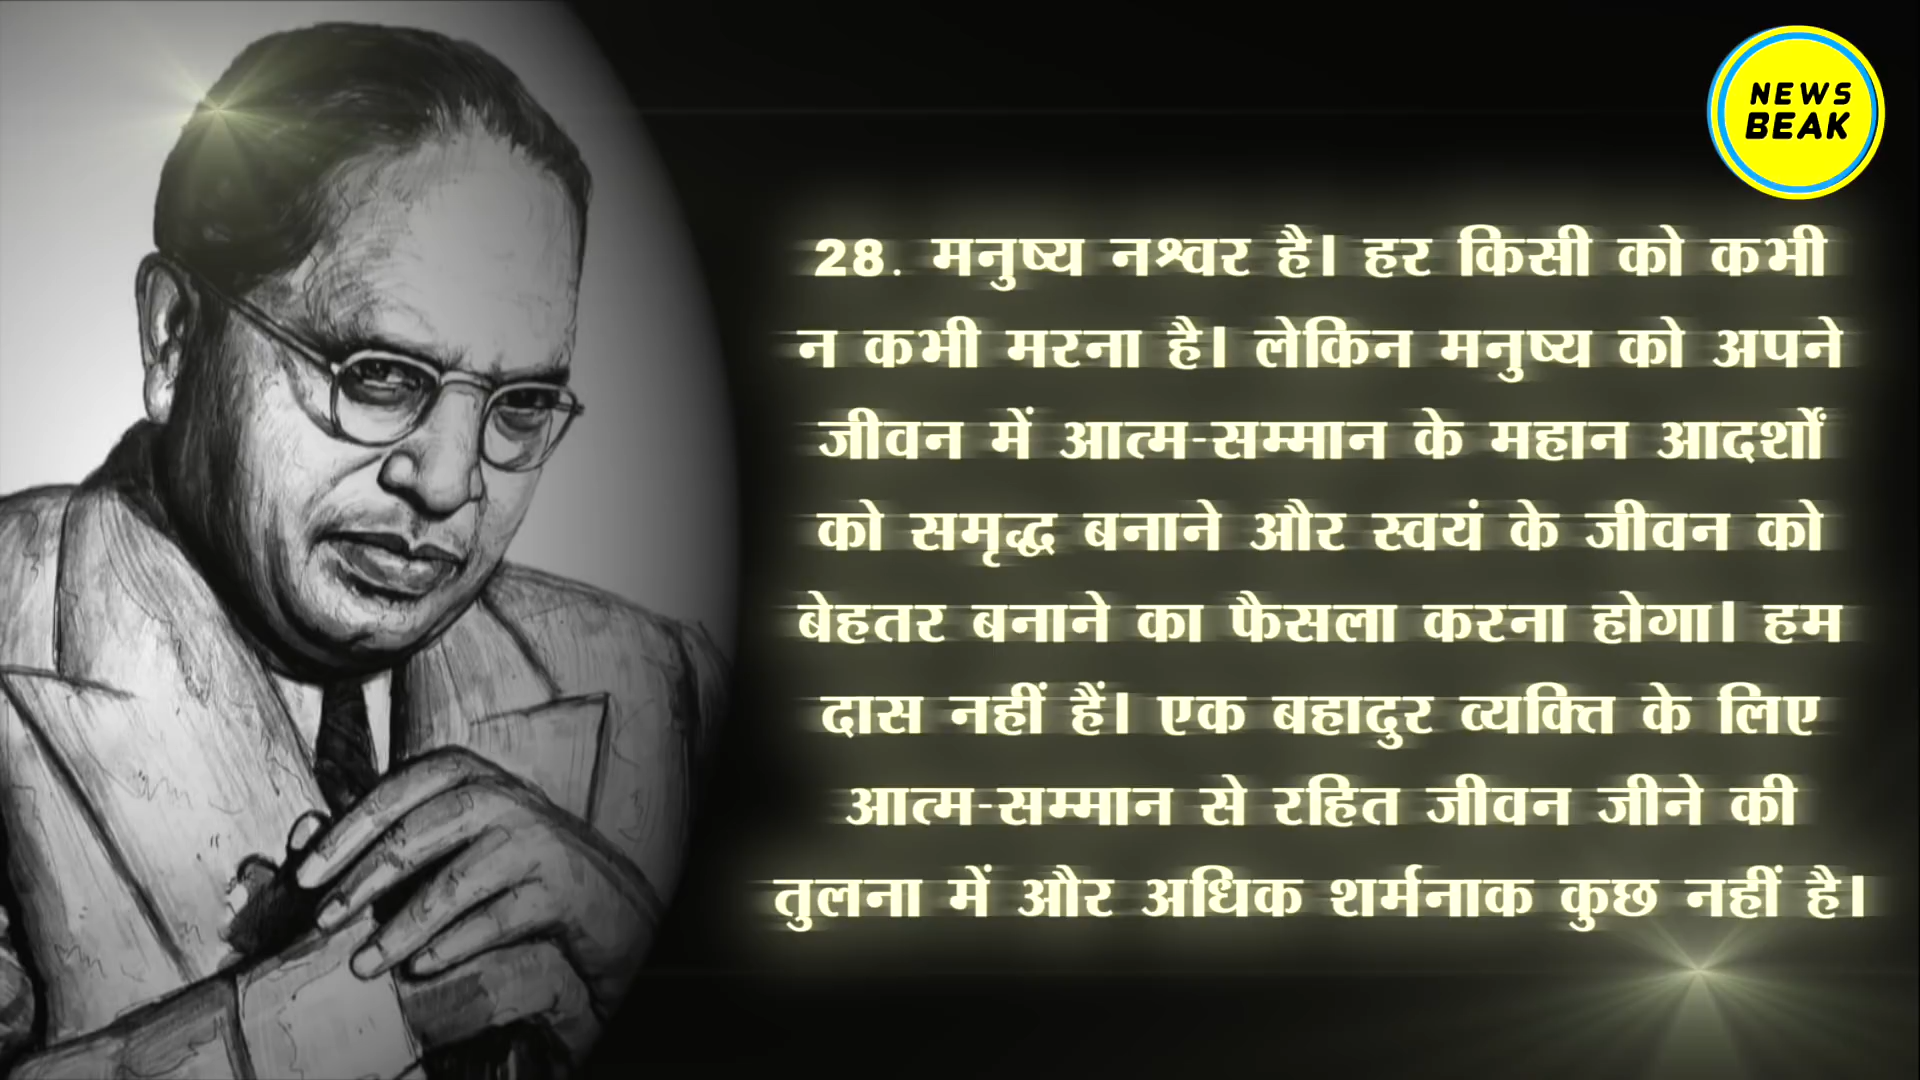 NEWS
BEAK
28. मनुष्य नश्वर है। हर किसी को कभी
न कभी मरना है। लेकिन मनुष्य को अपने
जीवन में आत्म-सम्मान के महान आदर्शों
को समृद्ध बनाने और स्वयं के जीवन को
बेहतर बनाने का फैसला करना होगा। हम
दास नहीं हैं। एक बहादुर व्यक्ति के लिए
आत्म-सम्मान से रहित जीवन जीने की
तुलना में और अधिक शर्मनाक कुछ नहीं है।